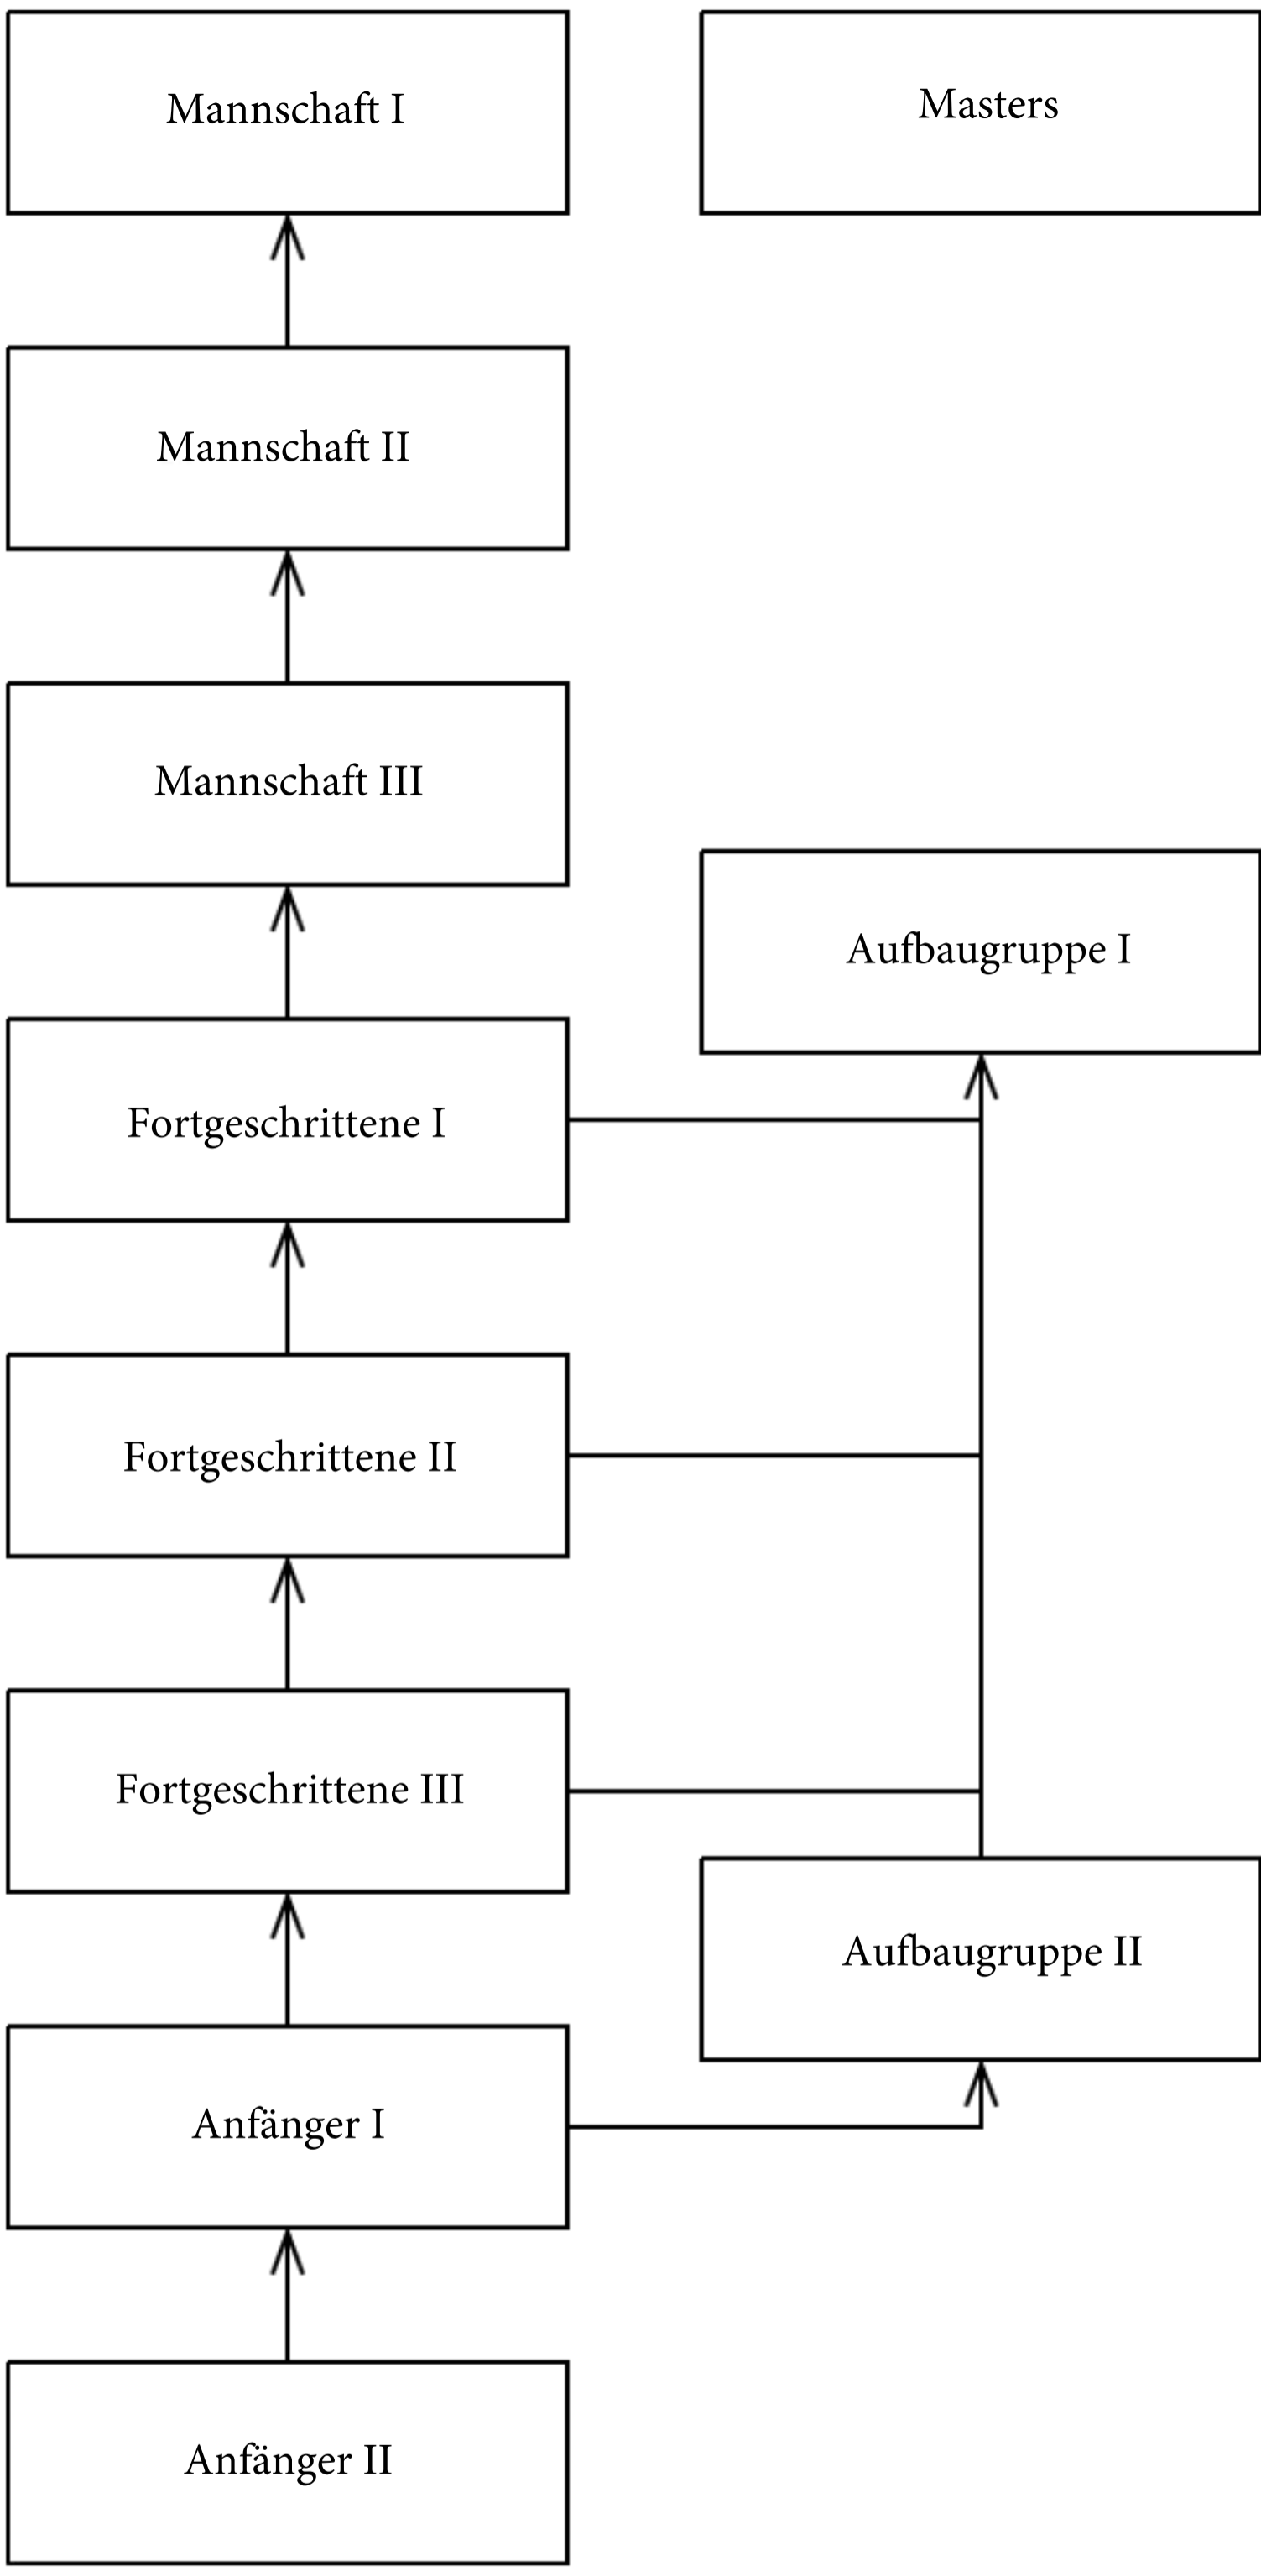 Mannschaft I
Masters
Mannschaft II
Mannschaft III
Aufbaugruppe I
Fortgeschrittene I
Fortgeschrittene II
Fortgeschrittene III
Aufbaugruppe II
Anfänger I
Anfänger II